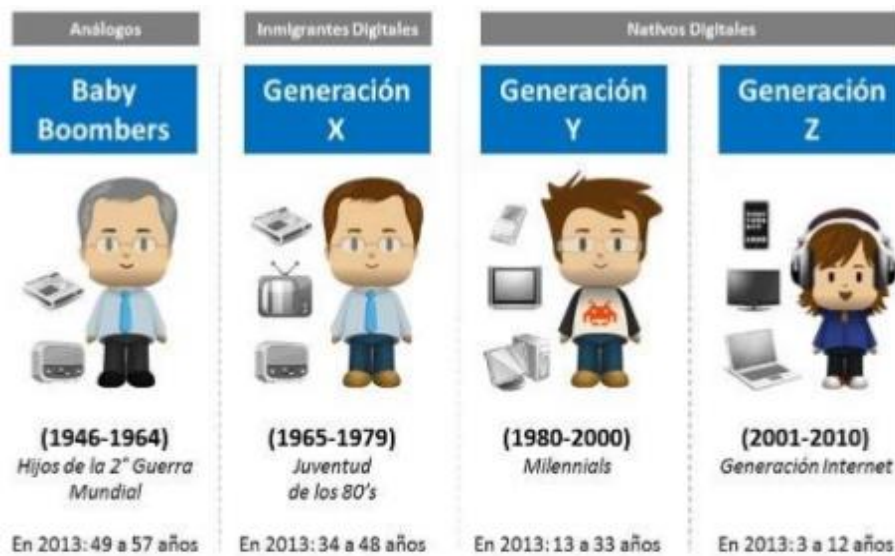 Análogos
Inmigrantes Digitales
Nativos Digitales
Baby
Boombers
Generación
X
Generación
Y
Generación
Z
(1946-1964)
Hijos de la 2° Guerra
Mundial
(1965-1979)
Juventud
de los 80's
(1980-2000)
Milennials
(2001-2010)
Generación Internet
En 2013: 49 a 57 años
En 2013: 34 a 48 años
En 2013: 13 a 33 años
En 2013: 3 a 12 años